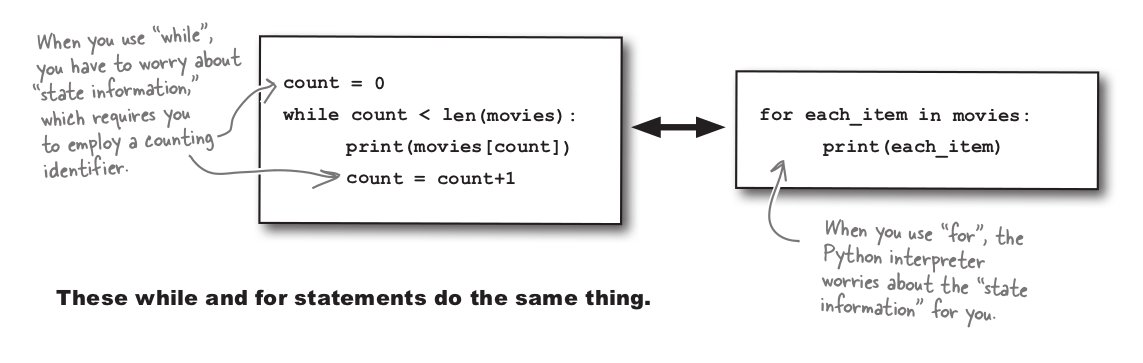 When you use “while”,
you have to worry about
“state information,”
which requires you
to employ a counting
identifier.
count = 0
while count < len(movies):
print(movies[count])
count = count+1
for each_item in movies:
print(each_item)
When you use “for”, the
Python interpreter
worries about the “state
information” for you.
These while and for statements do the same thing.